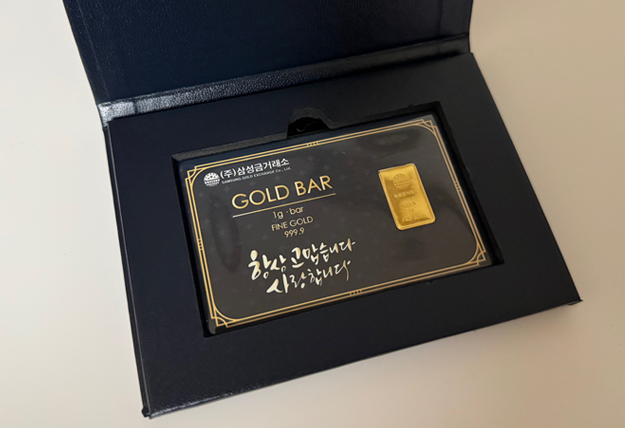 (주)삼성금거래소
SAMSUNG GOLD EXCHANGE Co., Ltd.
GOLD BAR
1g · bar
FINE GOLD
999.9
항상 고맙습니다
사랑합니다